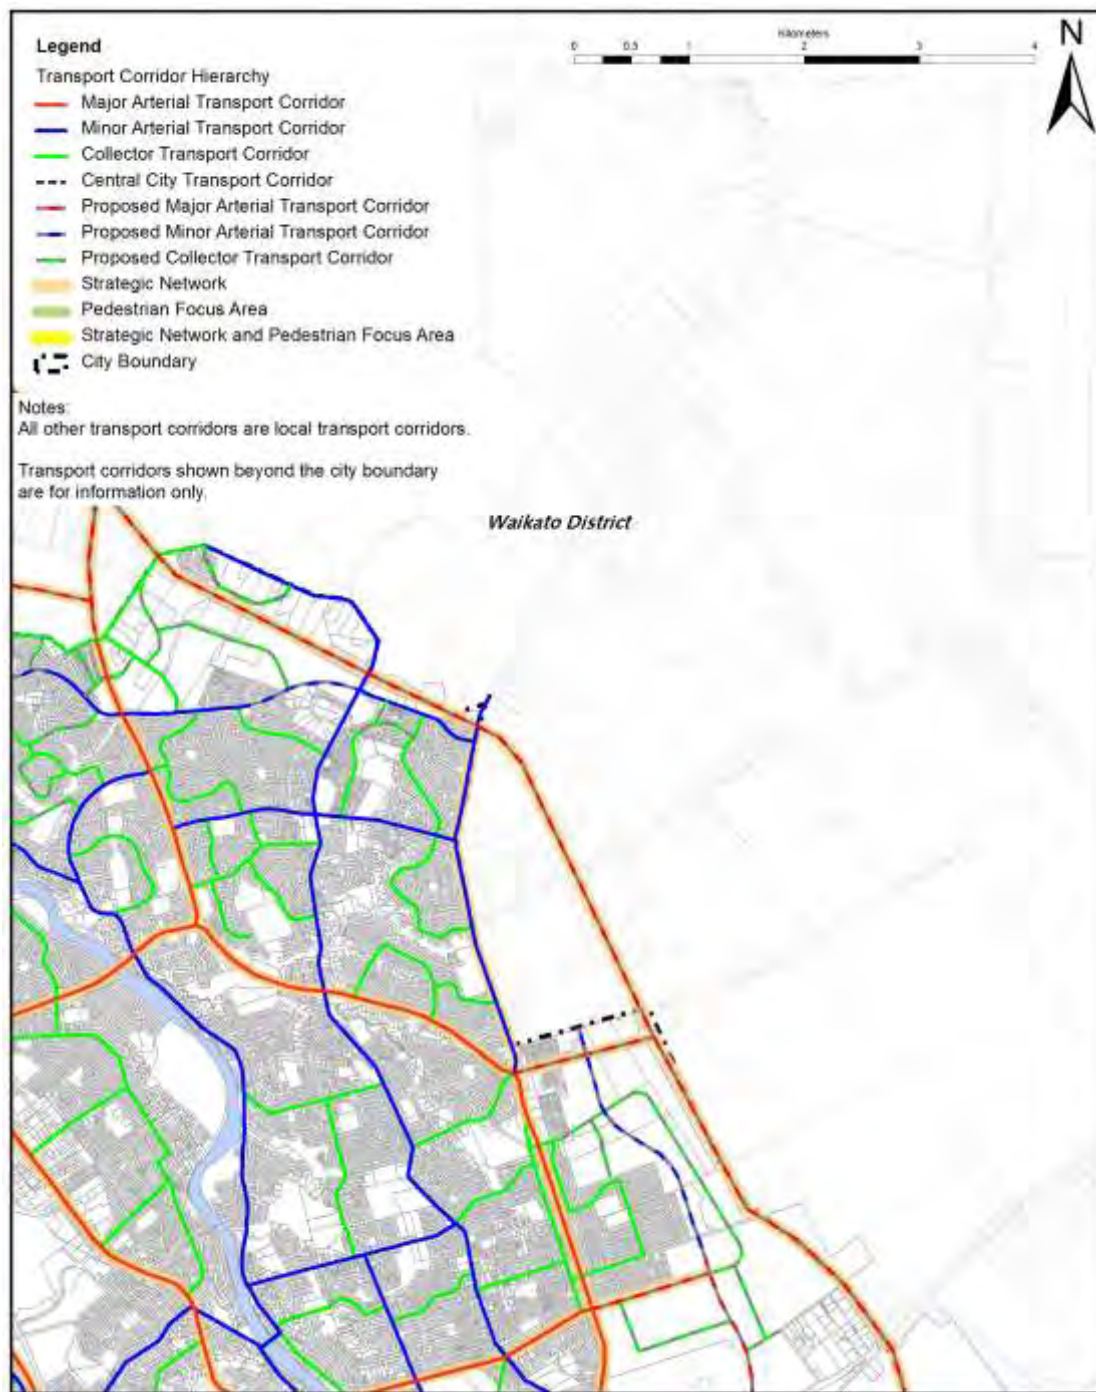 Legend
Transport Corridor Hierarchy
Major Arterial Transport Corridor
Minor Arterial Transport Corridor
Collector Transport Corridor
Central City Transport Corridor
Proposed Major Arterial Transport Corridor
Proposed Minor Arterial Transport Corridor
Proposed Collector Transport Corridor
Strategic Network
Pedestrian Focus Area
Strategic Network and Pedestrian Focus Area
City Boundary
Kilometers
0 0.5 1 2 3 4
N
Notes:
All other transport corridors are local transport corridors.
Transport corridors shown beyond the city boundary
are for information only.
Waikato District